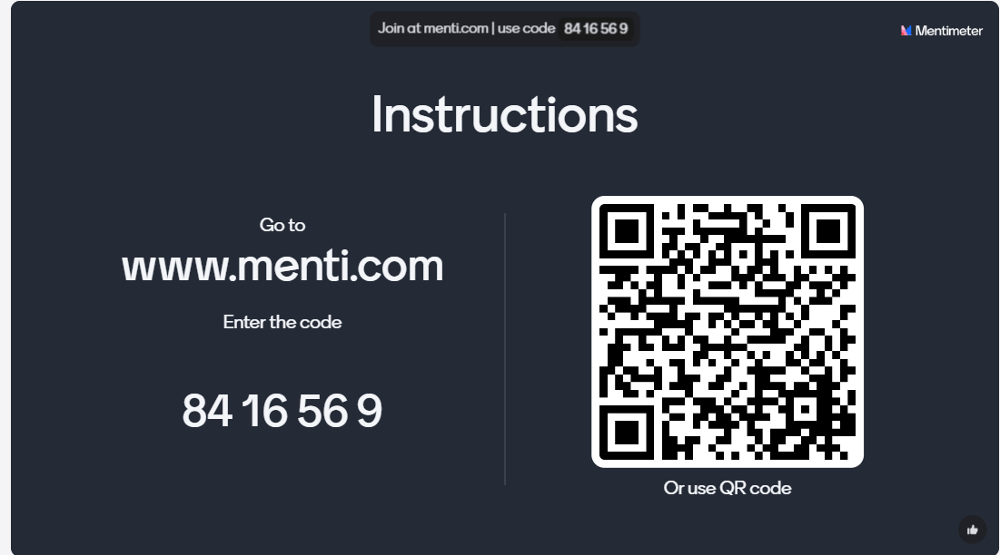 Join at menti.com | use code 84 16 56 9
Mentimeter
Instructions
Go to
www.menti.com
Enter the code
84 16 56 9
Or use QR code